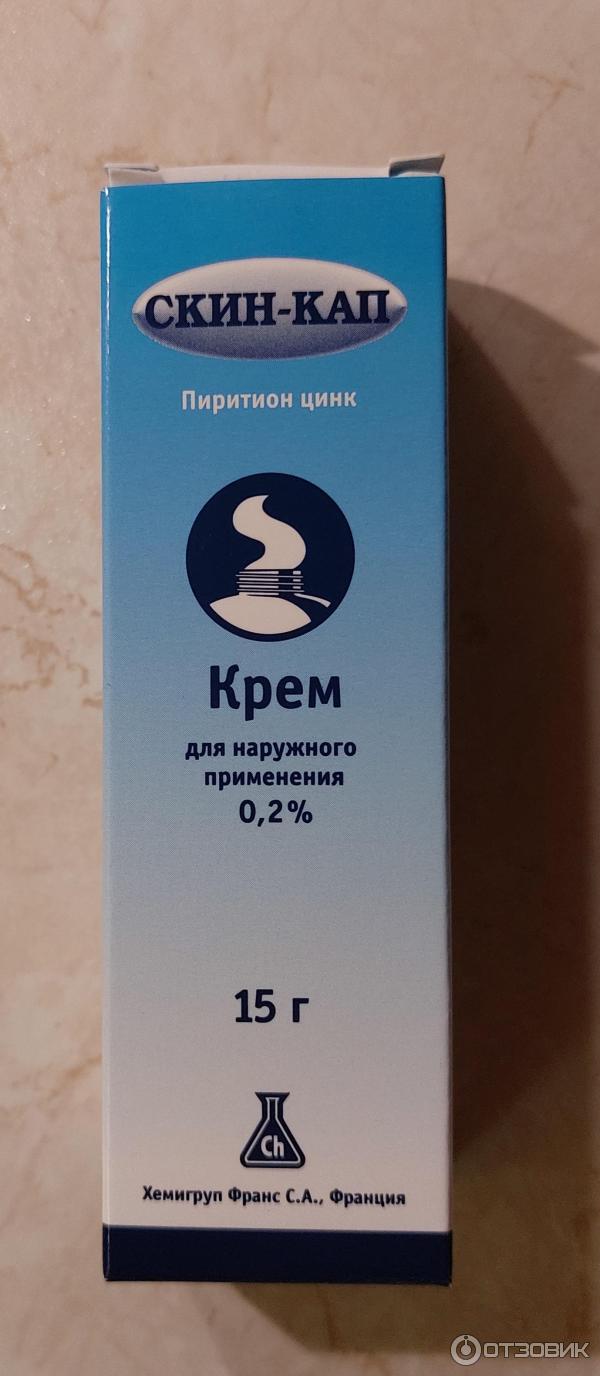 СКИН-КАП
Пиритион цинк
Крем
для наружного
применения
0,2%
15 г
Ch
Хемигруп Франс С.А., Франция
ОТЗОВИК